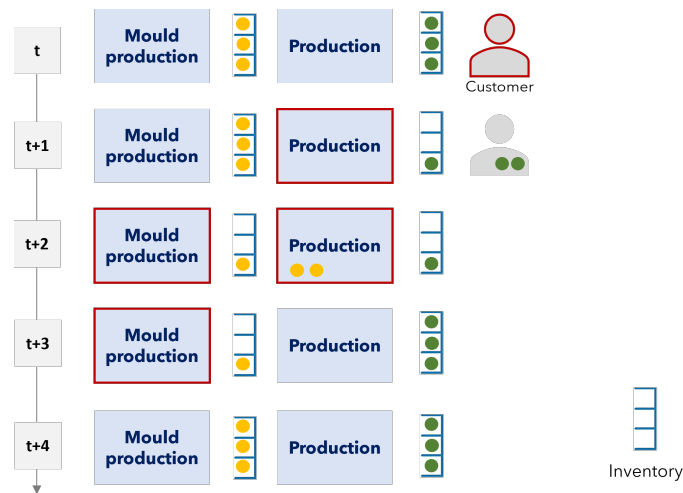 t
Mould
production
Production
Customer
t+1
Mould
production
Production
t+2
Mould
production
Production
t+3
Mould
production
Production
t+4
Mould
production
Production
Inventory